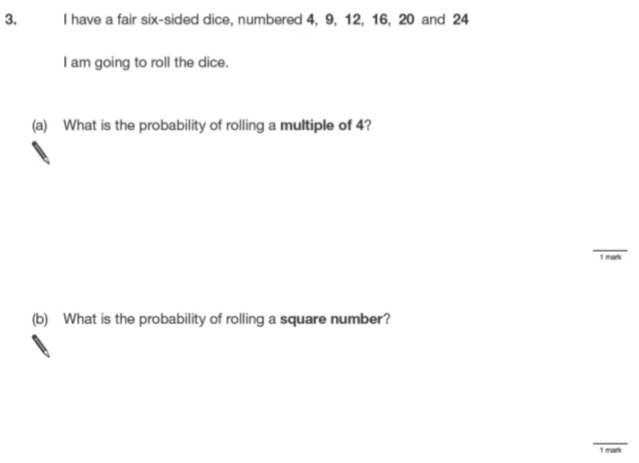 3. I have a fair six-sided dice, numbered 4, 9, 12, 16, 20 and 24
I am going to roll the dice.
(a) What is the probability of rolling a multiple of 4?
1 mark
(b) What is the probability of rolling a square number?
1 mark